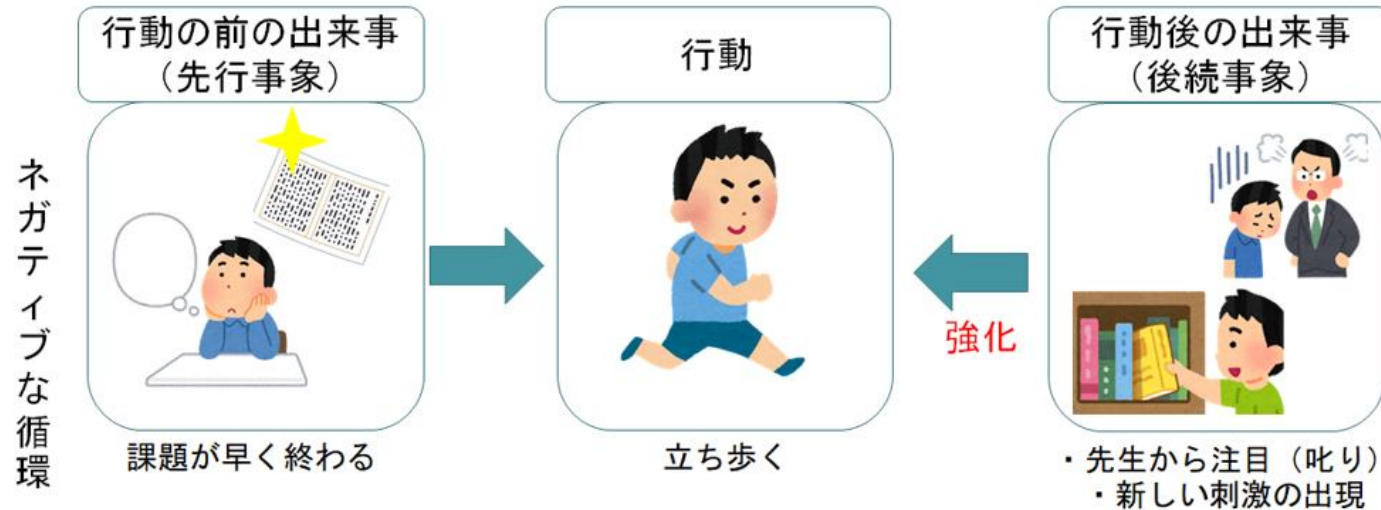 行動の前の出来事
（先行事象）
行動
行動後の出来事
（後続事象）
ネガティブな循環
強化
課題が早く終わる
立ち歩く
・先生から注目（叱り）
・新しい刺激の出現